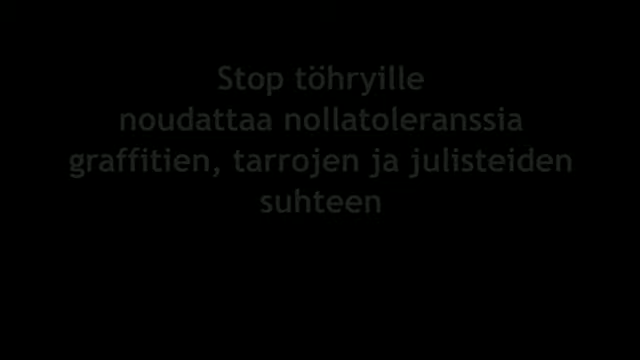 Stop töhryille
noudattaa nollatoleranssia
graffitien, tarrojen ja julisteiden
suhteen